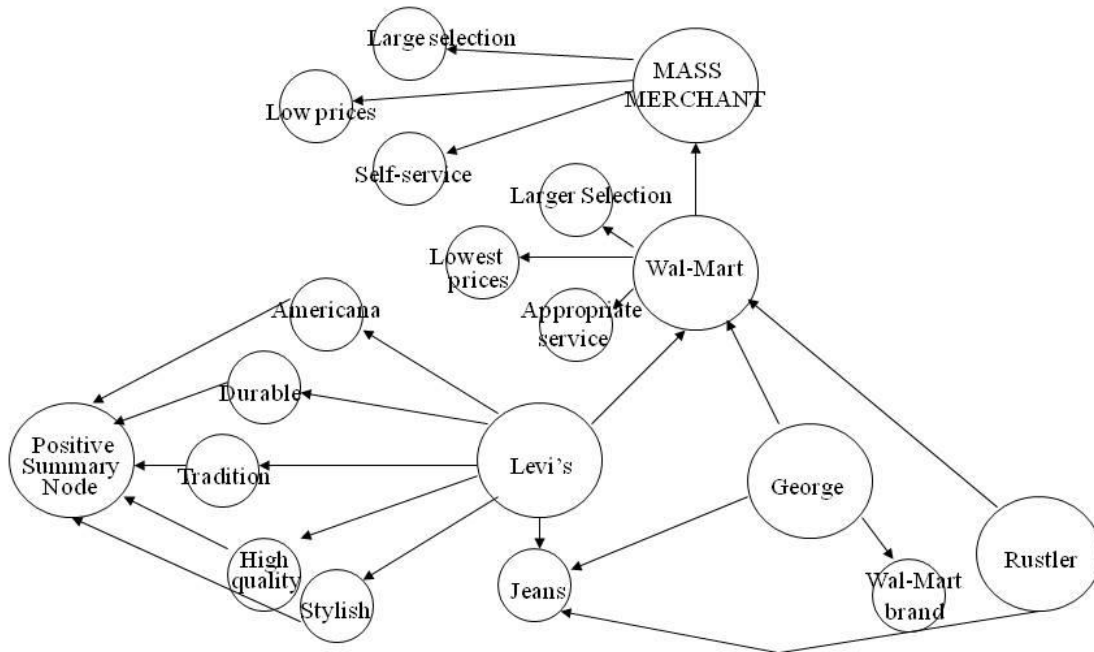 Large selection
MASS
MERCHANT
Low prices
Self-service
Larger Selection
Lowest
prices
Wal-Mart
Appropriate
service
Americana
Durable
Positive
Summary
Node
Tradition
Levi's
George
High
quality
Stylish
Jeans
Wal-Mart
brand
Rustler